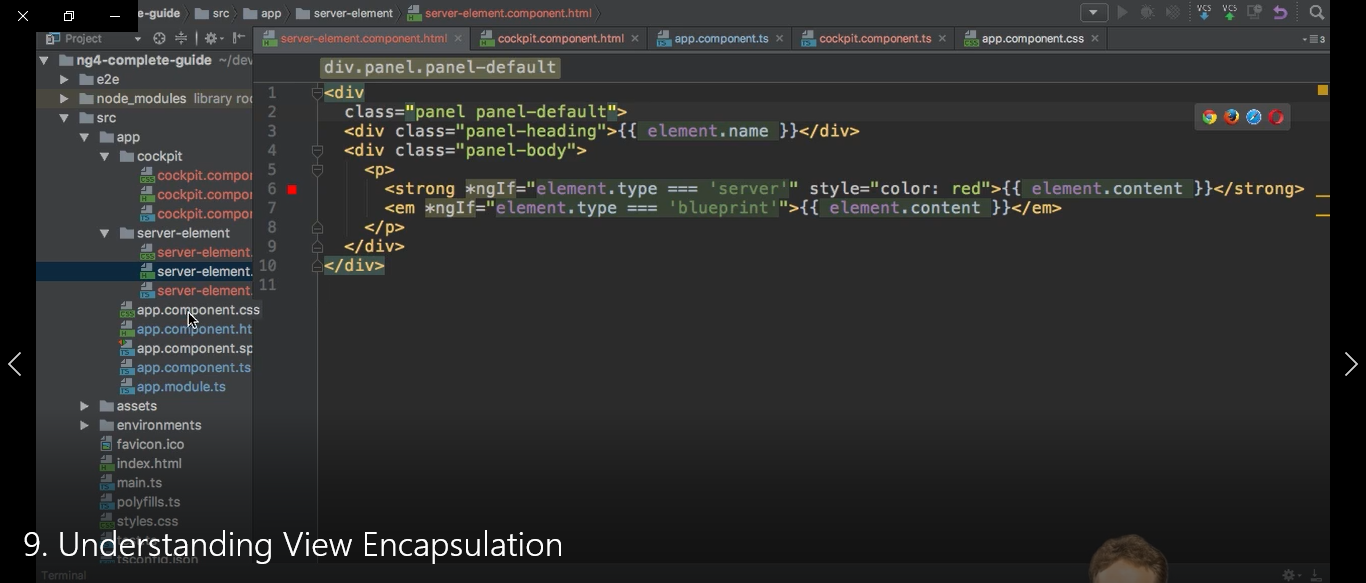 e-guide src app server-element server-element.component.html
Project
server-element.component.html cockpit.component.html app.component.ts cockpit.component.ts app.component.css
ng4-complete-guide ~/dev
e2e
node_modules library roo
src
app
cockpit
cockpit.compor
cockpit.compor
cockpit.compor
server-element
server-element.
server-element.
server-element.
app.component.css
app.component.ht
app.component.sp
app.component.ts
app.module.ts
assets
environments
favicon.ico
index.html
main.ts
polyfills.ts
styles.css
test.ts
tsconfig.json
Terminal
VCS VCS
3
div.panel.panel-default
1 <div
2 class="panel panel-default">
3 <div class="panel-heading">{{ element.name }}</div>
4 <div class="panel-body">
5 <p>
6 <strong *ngIf="element.type === 'server'" style="color: red">{{ element.content }}</strong>
7 <em *ngIf="element.type === 'blueprint'">{{ element.content }}</em>
8 </p>
9 </div>
10 </div>
11
9. Understanding View Encapsulation